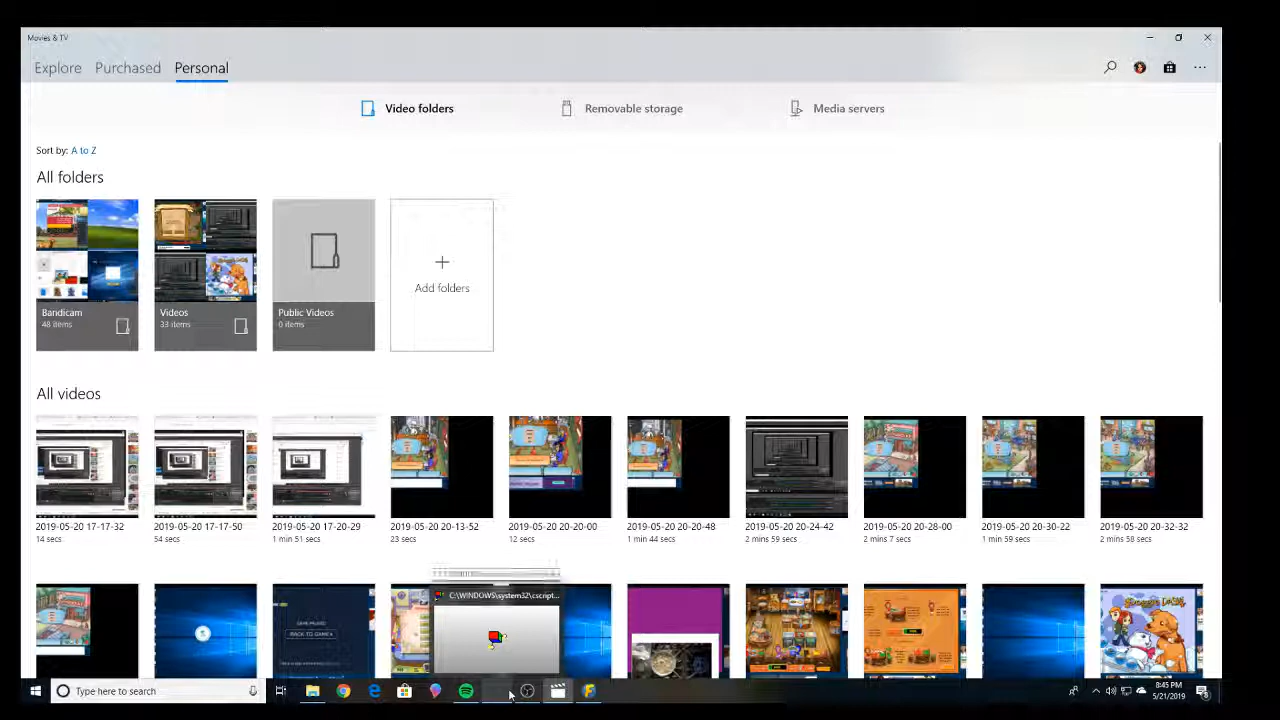 Movies & TV
Explore
Purchased
Personal
Video folders
Removable storage
Media servers
Sort by: A to Z
All folders
Bandicam
48 items
Videos
33 items
Public Videos
0 items
Add folders
All videos
2019-05-20 17-17-32
14 secs
2019-05-20 17-17-50
54 secs
2019-05-20 17-20-29
1 min 51 secs
2019-05-20 20-13-52
23 secs
2019-05-20 20-20-00
12 secs
2019-05-20 20-20-48
1 min 44 secs
2019-05-20 20-24-42
2 mins 59 secs
2019-05-20 20-28-00
2 mins 7 secs
2019-05-20 20-30-22
1 min 59 secs
2019-05-20 20-32-32
2 mins 58 secs
C:\WINDOWS\system32\cscript...
GAME PAUSED
BACK TO GAME
Type here to search
8:45 PM
5/21/2019